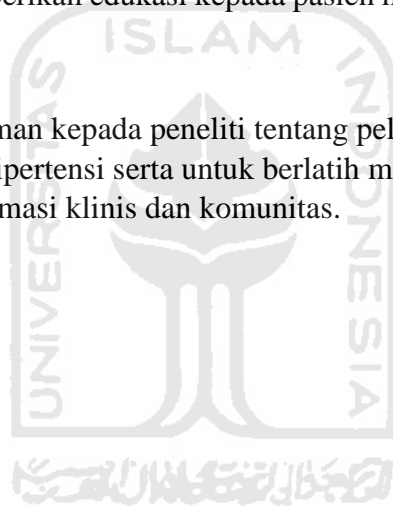 berikan edukasi kepada pasien
ISLAM
UNIVERSITAS
INDONESIA
man kepada peneliti tentang pel
ipertensi serta untuk berlatih m
masi klinis dan komunitas.